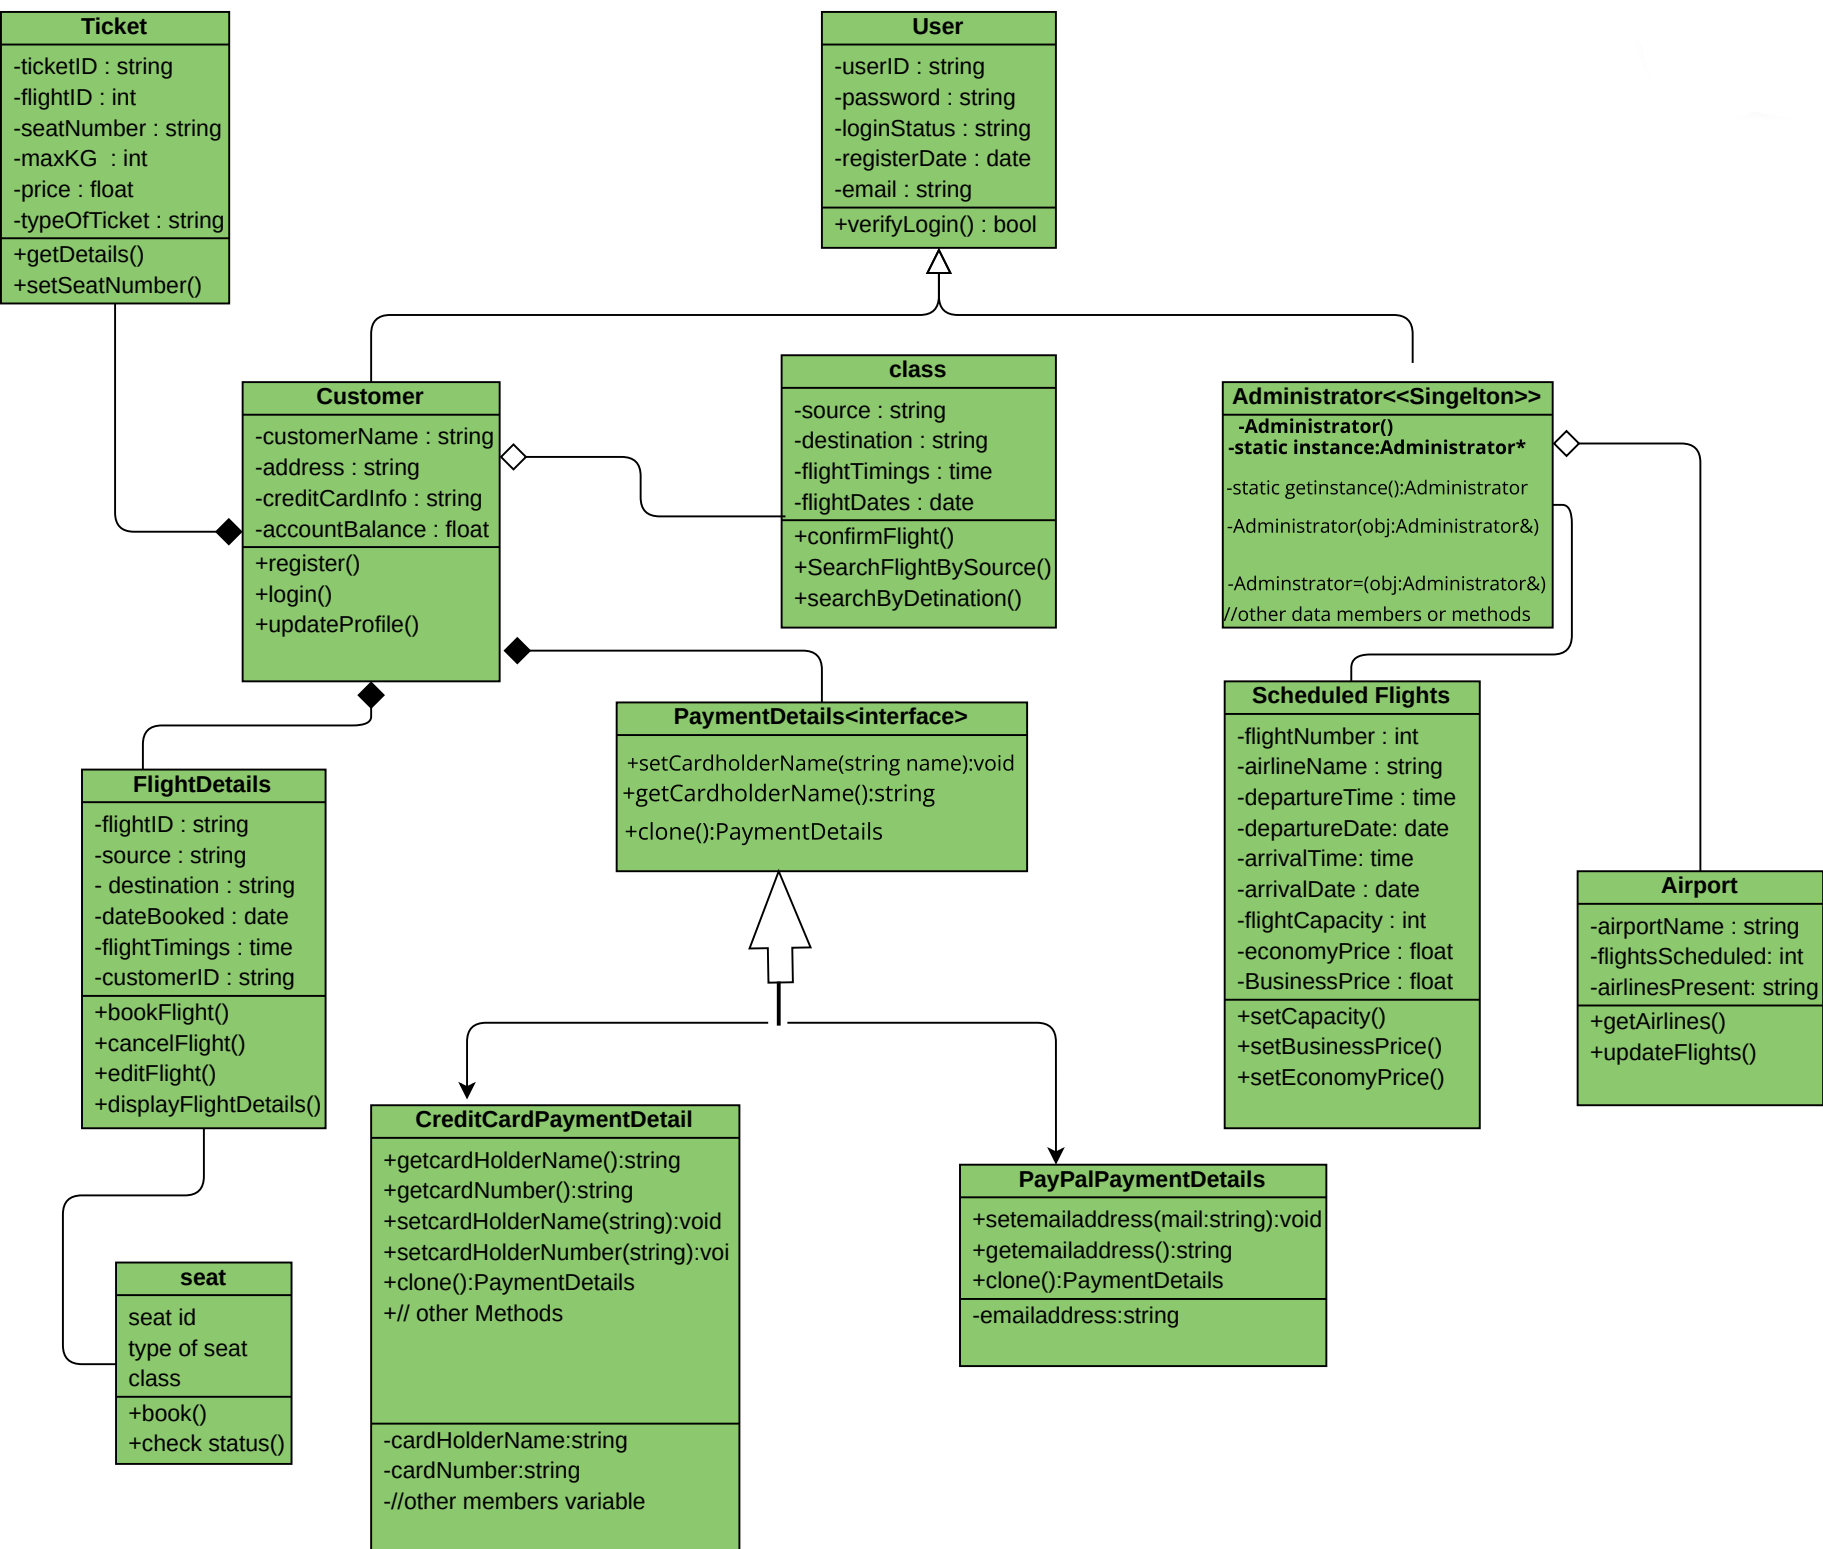 Ticket
-ticketID : string
-flightID : int
-seatNumber : string
-maxKG  : int
-price : float
-typeOfTicket : string
+getDetails()
+setSeatNumber()
User
-userID : string
-password : string
-loginStatus : string
-registerDate : date
-email : string
+verifyLogin() : bool
Customer
-customerName : string
-address : string
-creditCardInfo : string
-accountBalance : float
+register()
+login()
+updateProfile()
class
-source : string
-destination : string
-flightTimings : time
-flightDates : date
+confirmFlight()
+SearchFlightBySource()
+searchByDetination()
Administrator<<Singelton>>
-Administrator()
-static instance:Administrator*
-static getinstance():Administrator
-Administrator(obj:Administrator&)
-Adminstrator=(obj:Administrator&)
//other data members or methods
PaymentDetails<interface>
+setCardholderName(string name):void
+getCardholderName():string
+clone():PaymentDetails
Scheduled Flights
-flightNumber : int
-airlineName : string
-departureTime : time
-departureDate: date
-arrivalTime: time
-arrivalDate : date
-flightCapacity : int
-economyPrice : float
-BusinessPrice : float
+setCapacity()
+setBusinessPrice()
+setEconomyPrice()
Airport
-airportName : string
-flightsScheduled: int
-airlinesPresent: string
+getAirlines()
+updateFlights()
FlightDetails
-flightID : string
-source : string
- destination : string
-dateBooked : date
-flightTimings : time
-customerID : string
+bookFlight()
+cancelFlight()
+editFlight()
+displayFlightDetails()
CreditCardPaymentDetail
+getcardHolderName():string
+getcardNumber():string
+setcardHolderName(string):void
+setcardHolderNumber(string):voi
+clone():PaymentDetails
+// other Methods
-cardHolderName:string
-cardNumber:string
-//other members variable
PayPalPaymentDetails
+setemailaddress(mail:string):void
+getemailaddress():string
+clone():PaymentDetails
-emailaddress:string
seat
seat id
type of seat
class
+book()
+check status()